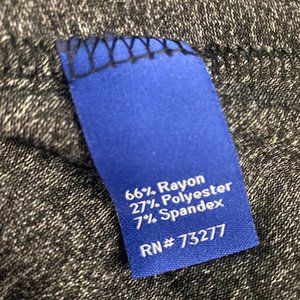 66% Rayon
27% Polyester
7% Spandex
RN# 73277